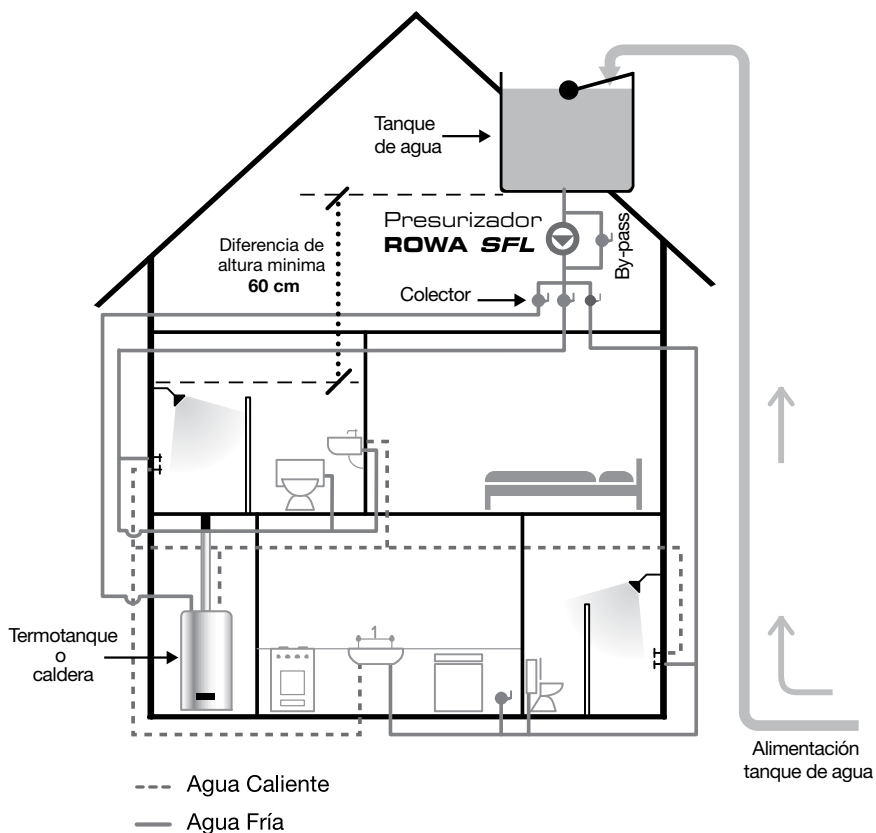 Tanque
de agua
Presurizador
ROWA SFL
By-pass
Diferencia de
altura minima
60 cm
Colector
Termotanque
o
caldera
Alimentación
tanque de agua
Agua Caliente
Agua Fría